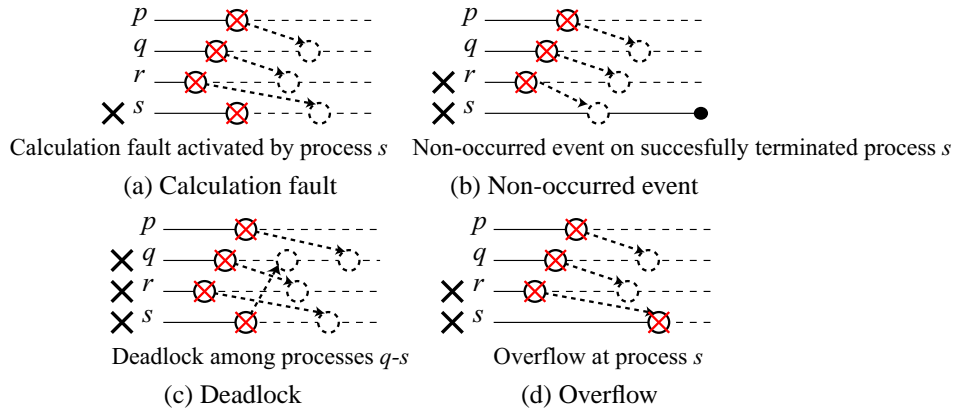 p
q
r
s
Calculation fault activated by process s
(a) Calculation fault
p
q
r
s
Non-occurred event on succesfully terminated process s
(b) Non-occurred event
p
q
r
s
Deadlock among processes q-s
(c) Deadlock
p
q
r
s
Overflow at process s
(d) Overflow